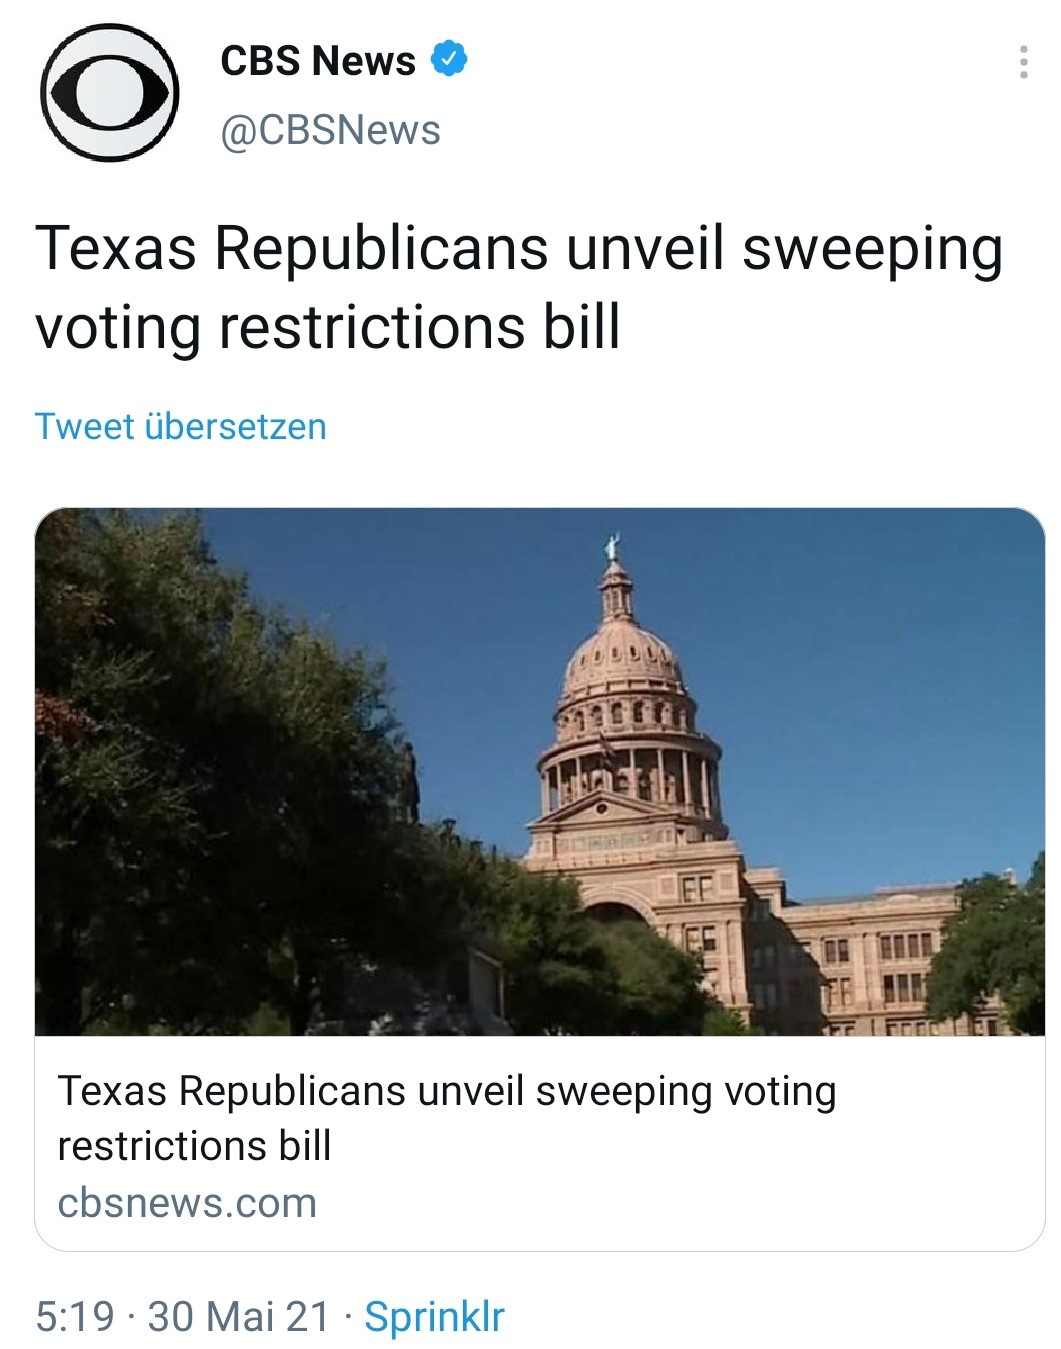 CBS News
@CBSNews
Texas Republicans unveil sweeping
voting restrictions bill
Tweet übersetzen
Texas Republicans unveil sweeping voting
restrictions bill
cbsnews.com
5:19 · 30 Mai 21 · Sprinklr